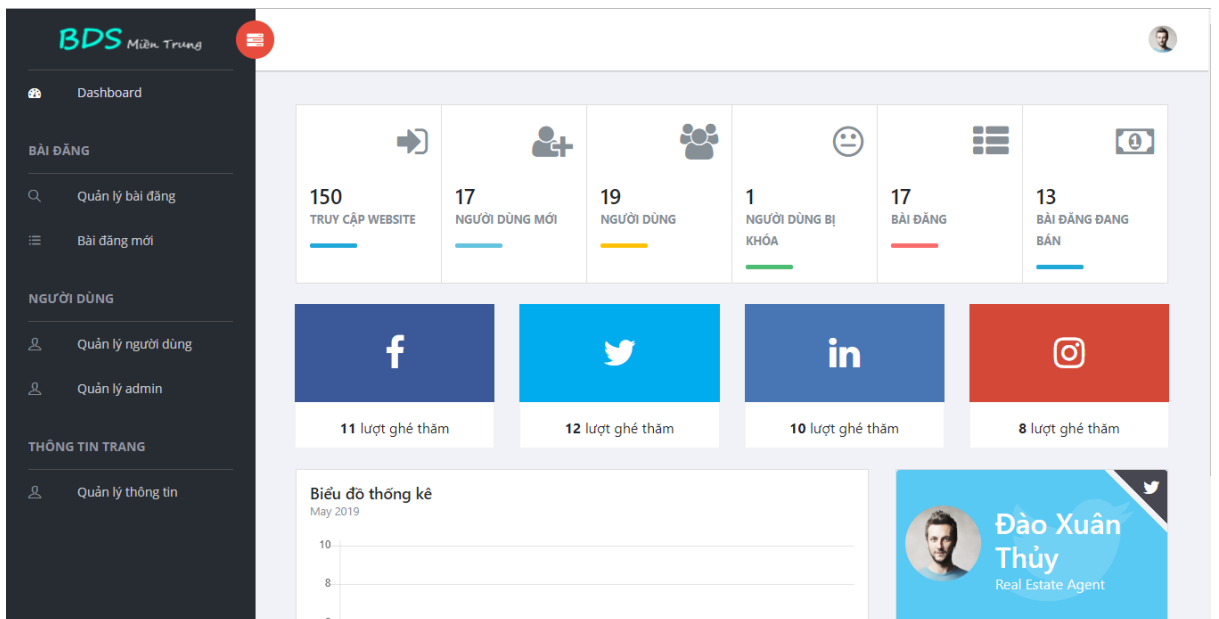 BDS Miền Trung
Dashboard
BÀI ĐĂNG
Quản lý bài đăng
Bài đăng mới
NGƯỜI DÙNG
Quản lý người dùng
Quản lý admin
THÔNG TIN TRANG
Quản lý thông tin
150
TRUY CẬP WEBSITE
17
NGƯỜI DÙNG MỚI
19
NGƯỜI DÙNG
1
NGƯỜI DÙNG BỊ
KHÓA
17
BÀI ĐĂNG
13
BÀI ĐĂNG ĐANG
BÁN
11 lượt ghé thăm
12 lượt ghé thăm
10 lượt ghé thăm
8 lượt ghé thăm
Biểu đồ thống kê
May 2019
10
8
Đào Xuân
Thủy
Real Estate Agent